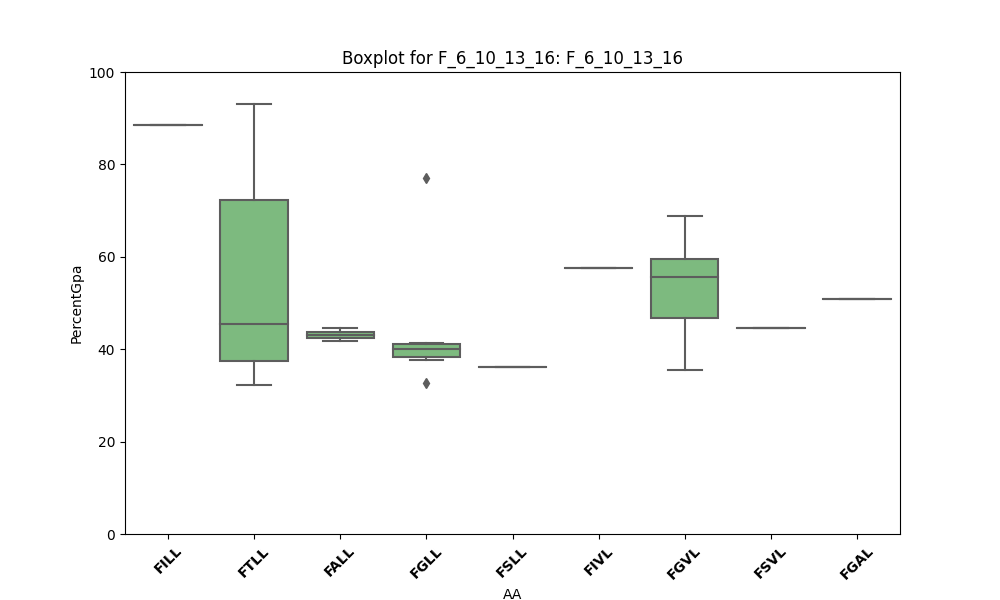 Boxplot for F_6_10_13_16: F_6_10_13_16
100
80
60
40
20
0
PercentGpa
FILL
FTLL
FALL
FGLL
FSLL
FIVL
FGVL
FSVL
FGAL
AA